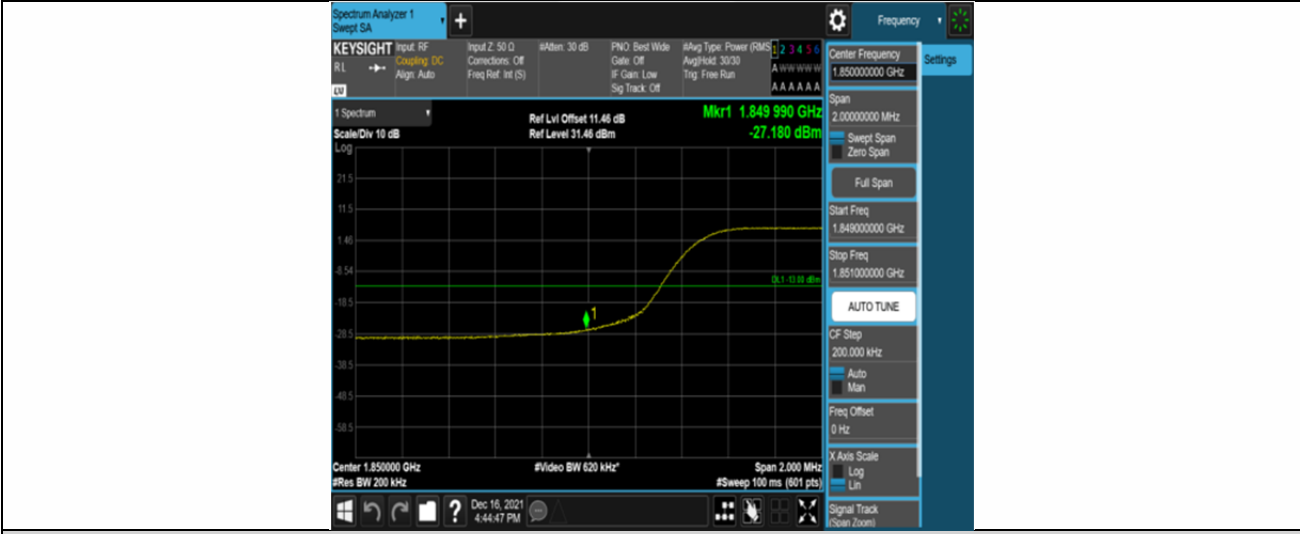 Spectrum Analyzer 1
Swept SA
+
Frequency
KEYSIGHT
RL
Input: RF
Coupling: DC
Align: Auto
Input Z: 50 Ω
Corrections: Off
Freq Ref: Int (S)
#Atten: 30 dB
PNO: Best Wide
Gate: Off
IF Gain: Low
Sig Track: Off
#Avg Type: Power (RMS
Avg|Hold: 30/30
Trig: Free Run
1 2 3 4 5 6
A W W W W W
A A A A A A
1 Spectrum
Scale/Div 10 dB
Log
Ref Lvl Offset 11.46 dB
Ref Level 31.46 dBm
Mkr1 1.849 990 GHz
-27.180 dBm
21.5
11.5
1.46
-8.54
-18.5
-28.5
-38.5
-48.5
-58.5
DL1 -13.00 dBm
1
Center 1.850000 GHz
#Res BW 200 kHz
#Video BW 620 kHz*
Span 2.000 MHz
#Sweep 100 ms (601 pts)
?
Dec 16, 2021
4:44:47 PM
Center Frequency
1.850000000 GHz
Settings
Span
2.00000000 MHz
Swept Span
Zero Span
Full Span
Start Freq
1.849000000 GHz
Stop Freq
1.851000000 GHz
AUTO TUNE
CF Step
200.000 kHz
Auto
Man
Freq Offset
0 Hz
X Axis Scale
Log
Lin
Signal Track
(Span Zoom)